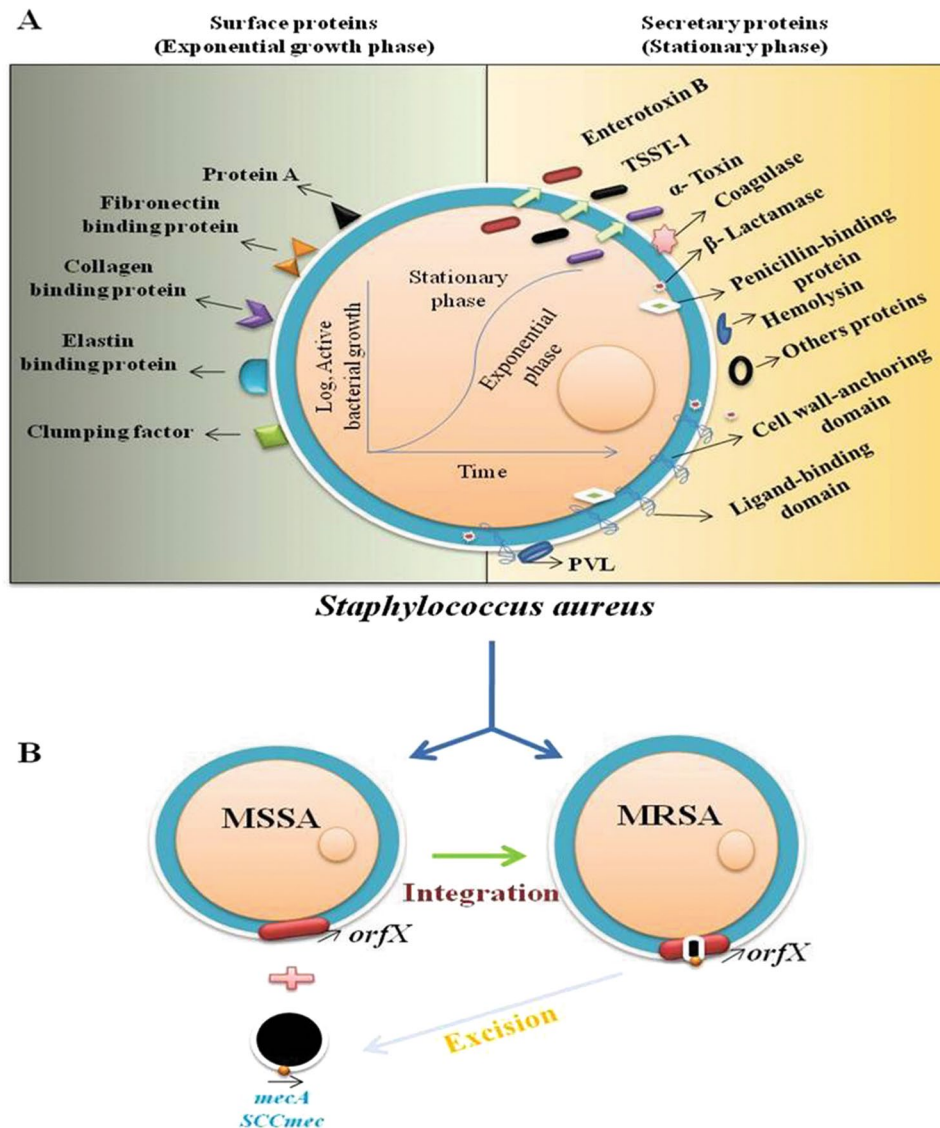 A
Surface proteins
(Exponential growth phase)
Secretary proteins
(Stationary phase)
Protein A
Fibronectin
binding protein
Collagen
binding protein
Elastin
binding protein
Clumping factor
Enterotoxin B
TSST-1
α- Toxin
Coagulase
β- Lactamase
Penicillin-binding
protein
Hemolysin
Others proteins
Cell wall-anchoring
domain
Ligand-binding
domain
PVL
Stationary
phase
Exponential
phase
Log. Active
bacterial growth
Time
Staphylococcus aureus
B
MSSA
MRSA
Integration
orfX
orfX
Excision
mecA
SCCmec